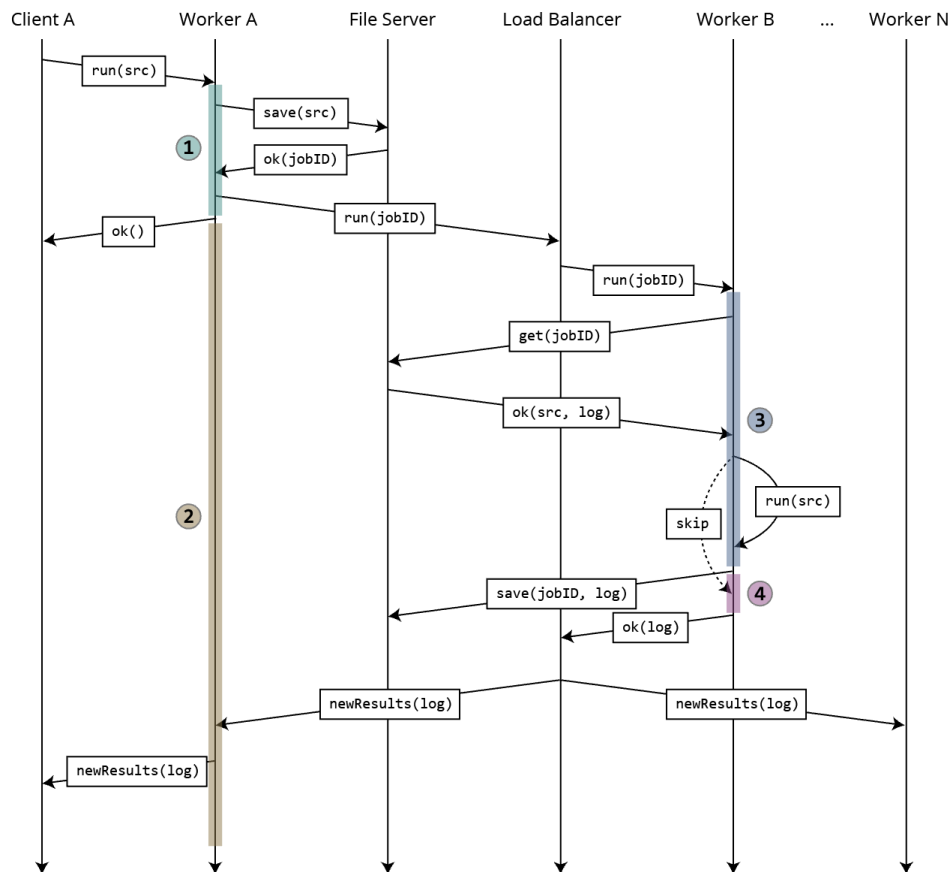 Client A Worker A File Server Load Balancer Worker B ... Worker N
run(src)
save(src)
1
ok(jobID)
run(jobID)
ok()
run(jobID)
get(jobID)
ok(src, log)
3
run(src)
2
skip
save(jobID, log)
4
ok(log)
newResults(log) newResults(log)
newResults(log)